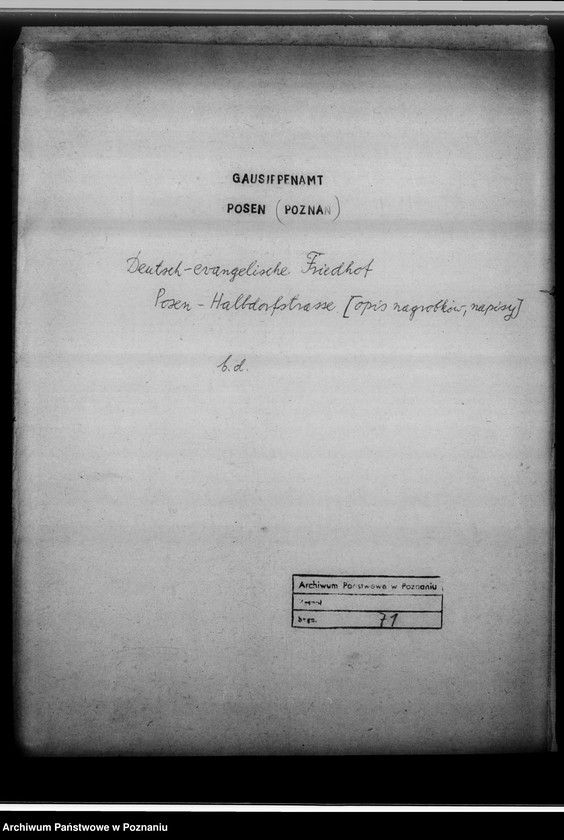 GAUSIPPENAMT
POSEN (POZNAN)
Deutsch-evangelische Friedhof
Posen - Halbdorfstrasse [opis nagrobków, napisy]
b.d.
Archiwum Państwowe w Poznaniu
71
Archiwum Państwowe w Poznaniu